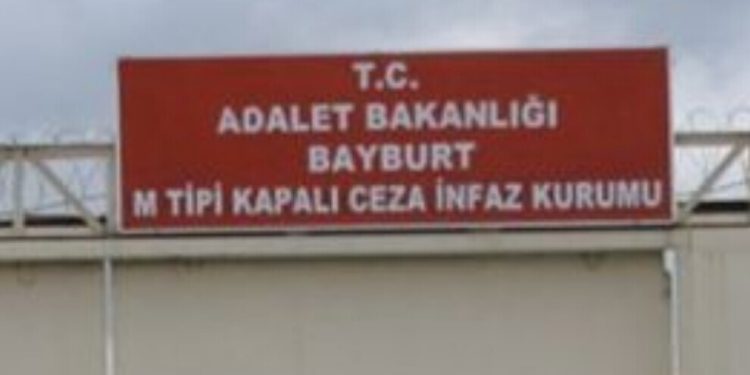 T.C.
ADALET BAKANLIĞI
BAYBURT
M TİPİ KAPALI CEZA İNFAZ KURUMU